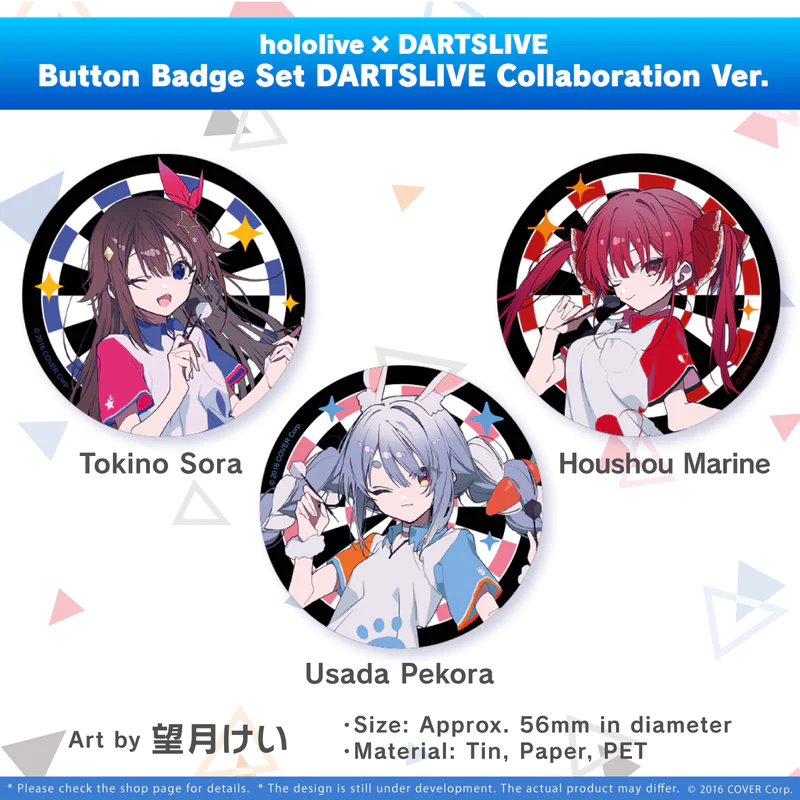 hololive × DARTSLIVE
Button Badge Set DARTSLIVE Collaboration Ver.
© 2016 COVER Corp.
Tokino Sora
© 2016 COVER Corp.
Houshou Marine
© 2016 COVER Corp.
Usada Pekora
Art by 望月けい
・Size: Approx. 56mm in diameter
・Material: Tin, Paper, PET
* Please check the shop page for details. * The design is still under development. The actual product may differ. © 2016 COVER Corp.